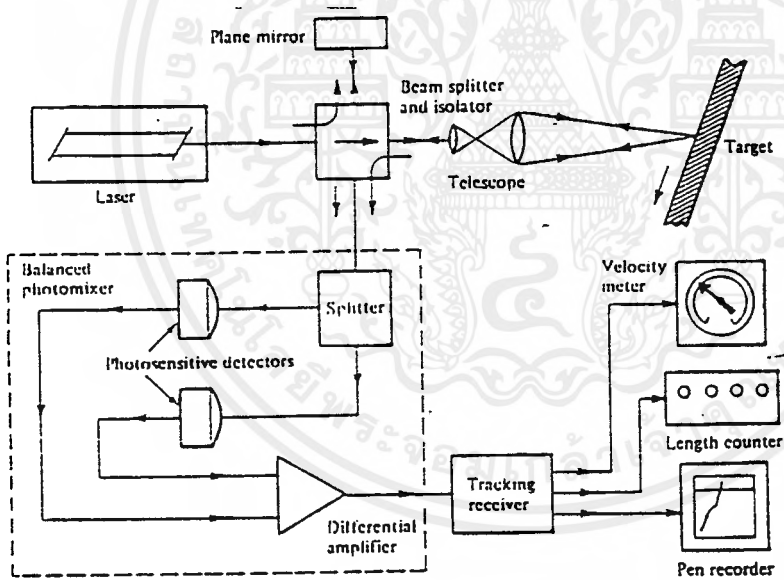 Plane mirror
Beam splitter
and isolator
Laser
Telescope
Target
Balanced
photomixer
Splitter
Photosensitive detectors
Differential
amplifier
Tracking
receiver
Velocity
meter
Length counter
Pen recorder